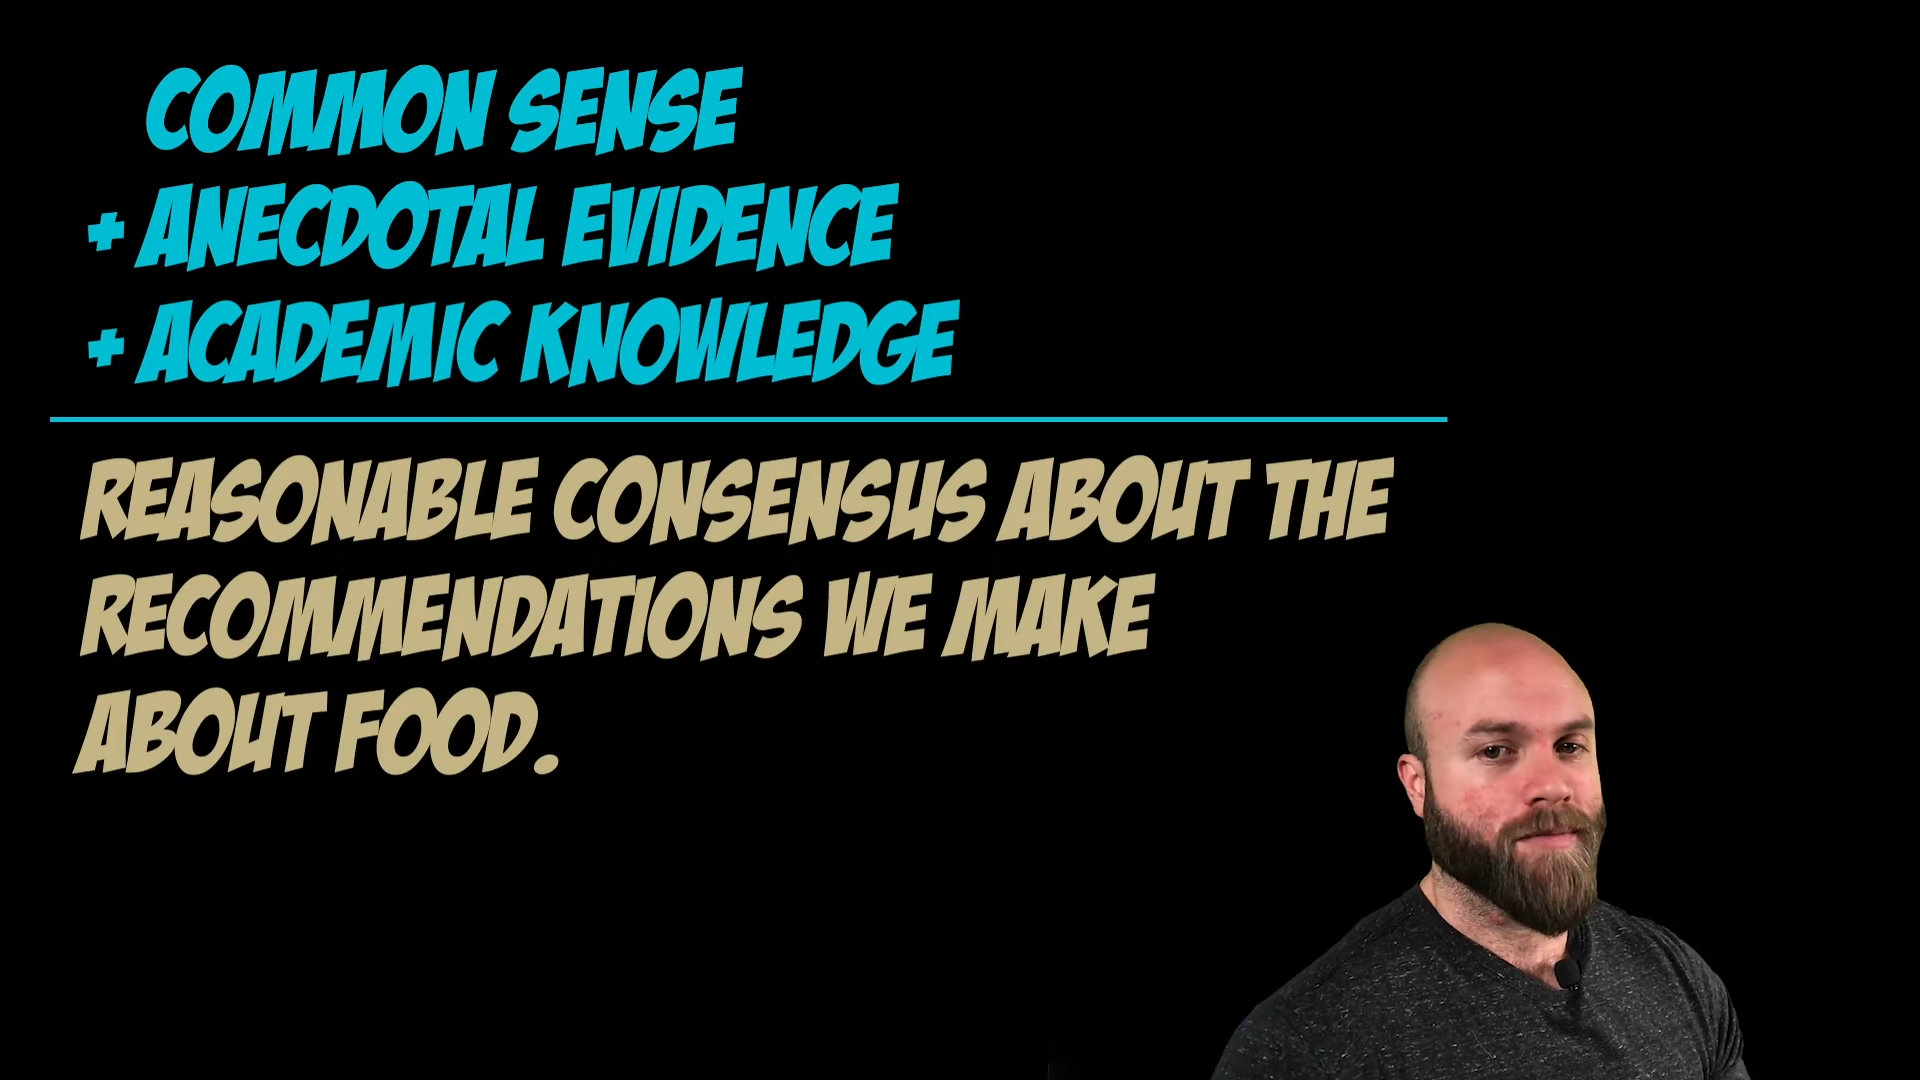 COMMON SENSE
+ ANECDOTAL EVIDENCE
+ ACADEMIC KNOWLEDGE
REASONABLE CONSENSUS ABOUT THE
RECOMMENDATIONS WE MAKE
ABOUT FOOD.